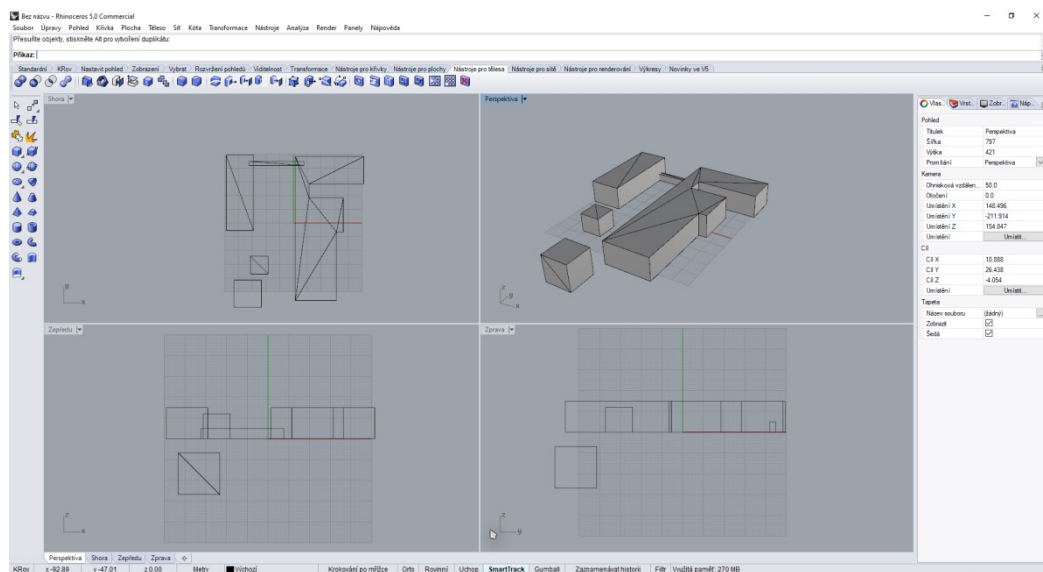 Bez názvu - Rhinoceros 5.0 Commercial
Soubor Úpravy Pohled Křivka Plocha Těleso Síť Kóta Transformace Nástroje Analýza Render Panely Nápověda
Přesuňte objekty, stiskněte Alt pro vytvoření duplikátu:
Příkaz:
Standardní KRov Nastavit pohled Zobrazení Vybrat Rozvržení pohledů Viditelnost Transformace Nástroje pro křivky Nástroje pro plochy Nástroje pro tělesa Nástroje pro sítě Nástroje pro renderování Výkresy Novinky ve V5
Shora
Perspektiva
Vlas... Vrst... Zobr... Náp...
Pohled
Titulek Perspektiva
Šířka 797
Výška 421
Promítání Perspektiva
Kamera
Ohnisková vzdálen... 50.0
Otočení 0.0
Umístění X 148.496
Umístění Y -211.914
Umístění Z 154.847
Umístění Umístit...
Cíl
Cíl X 10.888
Cíl Y 26.438
Cíl Z -4.054
Umístění Umístit...
Tapeta
Název souboru (žádný)
Zobrazit
Šedá
y
x
z
y
x
Zepředu
Zprava
z
x
z
y
Perspektiva Shora Zepředu Zprava
KRov x -92.89 y -47.01 z 0.00 Metry Výchozí Krokování po mřížce Orto Rovinný Uchop SmartTrack Gumball Zaznamenávat historii Filtr Využitá paměť: 270 MB